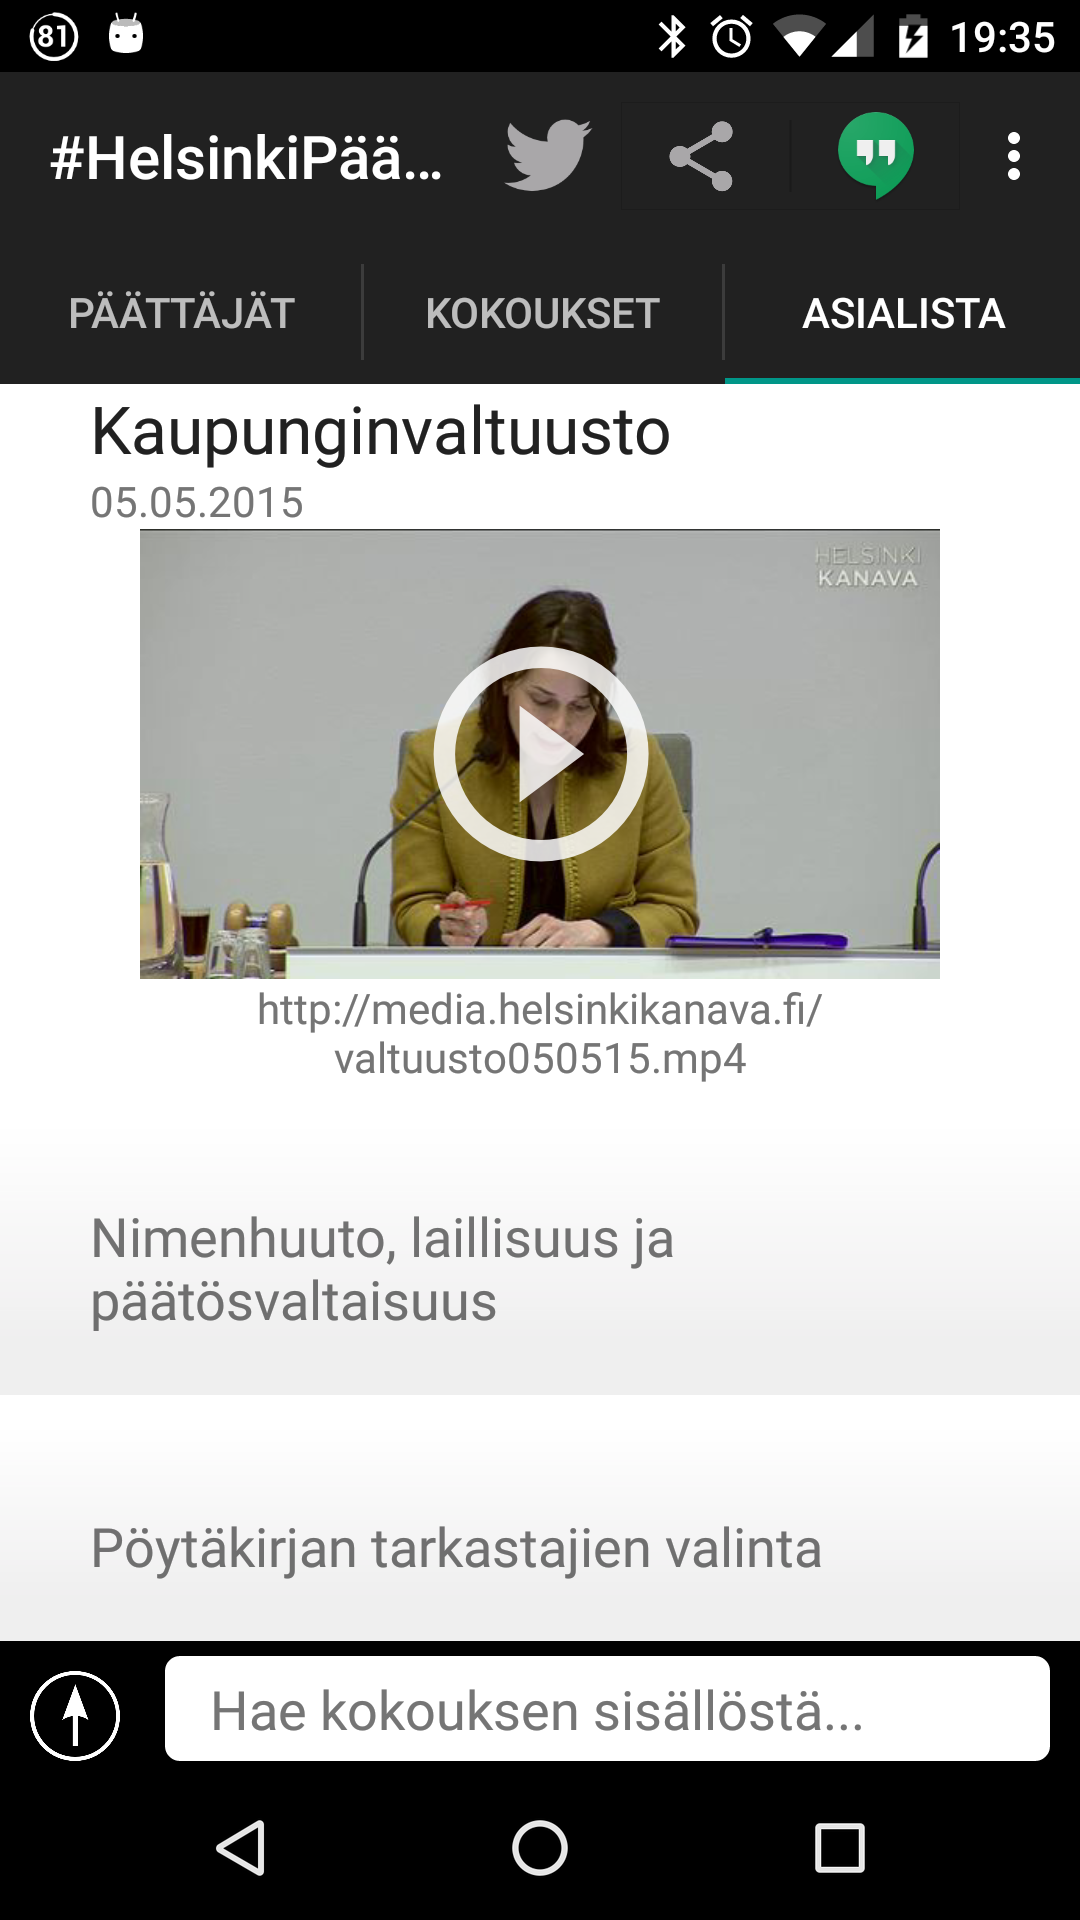 81
19:35
#HelsinkiPää...
PÄÄTTÄJÄT
KOKOUKSET
ASIALISTA
Kaupunginvaltuusto
05.05.2015
HELSINKI
KANAVA
http://media.helsinkikanava.fi/
valtuusto050515.mp4
Nimenhuuto, laillisuus ja
päätösvaltaisuus
Pöytäkirjan tarkastajien valinta
Hae kokouksen sisällöstä...